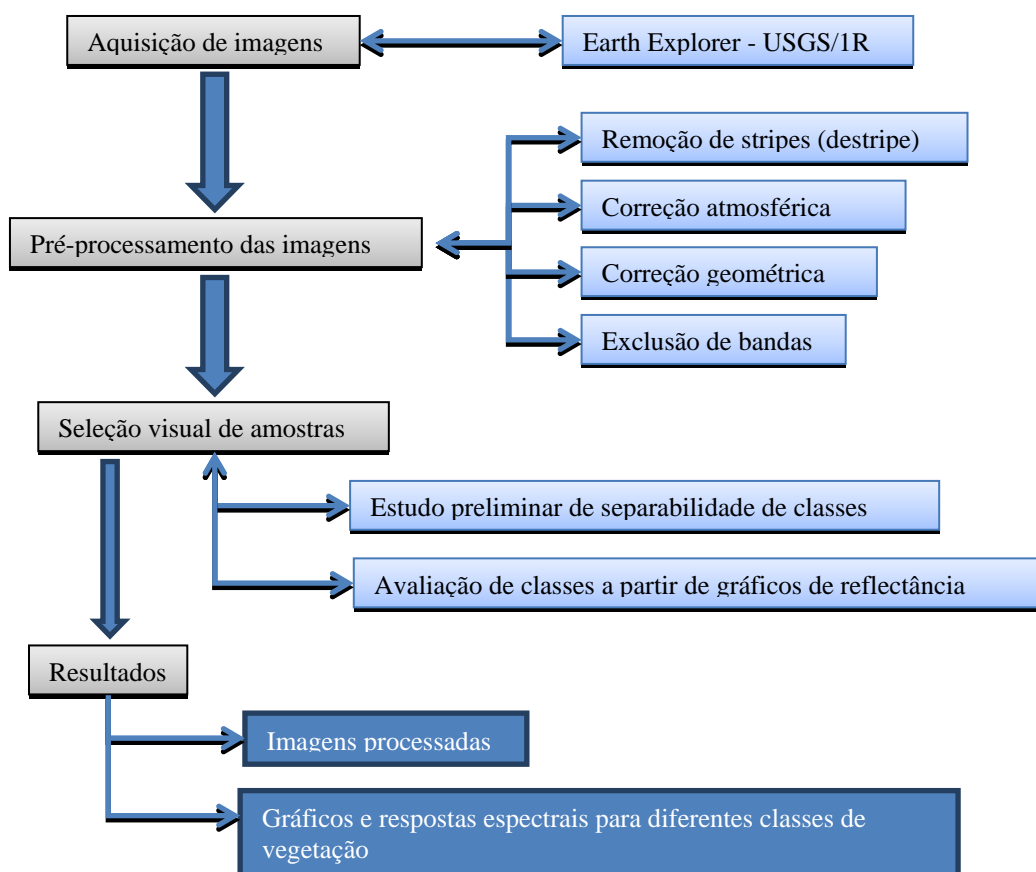 Aquisição de imagens
Earth Explorer - USGS/1R
Remoção de stripes (destripe)
Correção atmosférica
Pré-processamento das imagens
Correção geométrica
Exclusão de bandas
Seleção visual de amostras
Estudo preliminar de separabilidade de classes
Avaliação de classes a partir de gráficos de reflectância
Resultados
Imagens processadas
Gráficos e respostas espectrais para diferentes classes de
vegetação